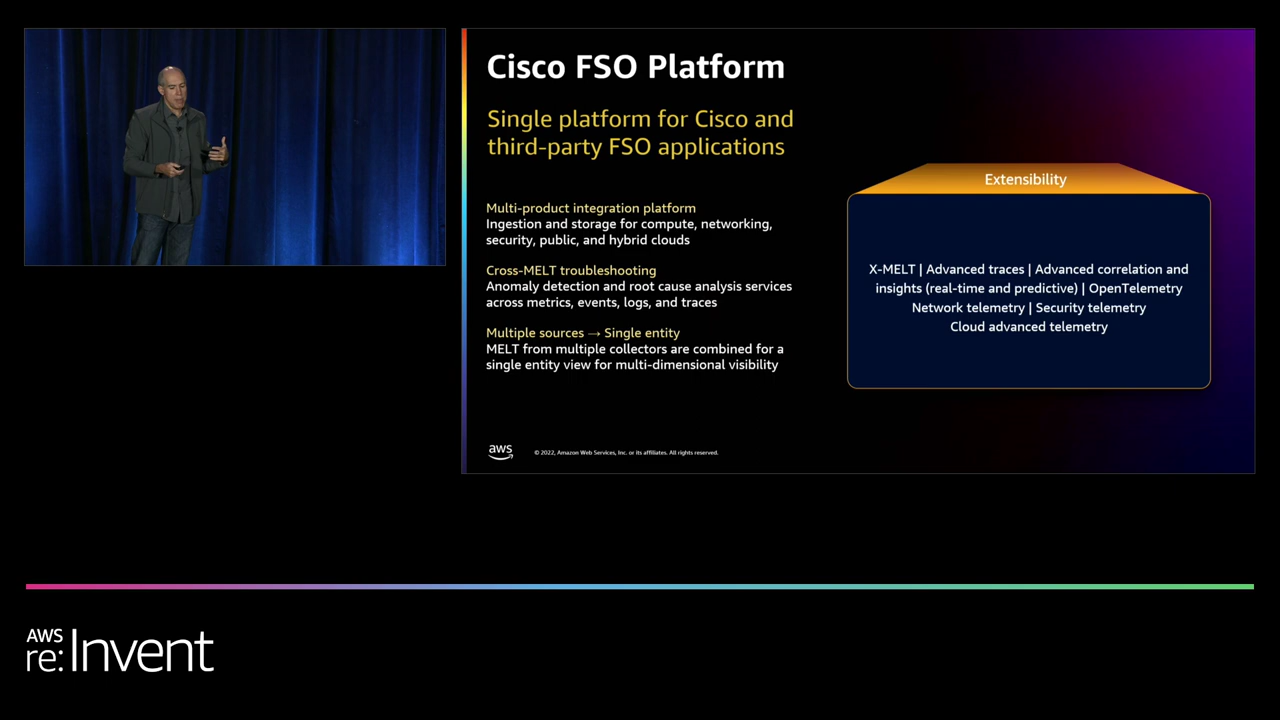 Cisco FSO Platform
Single platform for Cisco and
third-party FSO applications
Multi-product integration platform
Ingestion and storage for compute, networking,
security, public, and hybrid clouds
Cross-MELT troubleshooting
Anomaly detection and root cause analysis services
across metrics, events, logs, and traces
Multiple sources → Single entity
MELT from multiple collectors are combined for a
single entity view for multi-dimensional visibility
Extensibility
X-MELT | Advanced traces | Advanced correlation and
insights (real-time and predictive) | OpenTelemetry
Network telemetry | Security telemetry
Cloud advanced telemetry
aws
© 2022, Amazon Web Services, Inc. or its affiliates. All rights reserved.
AWS
re:Invent